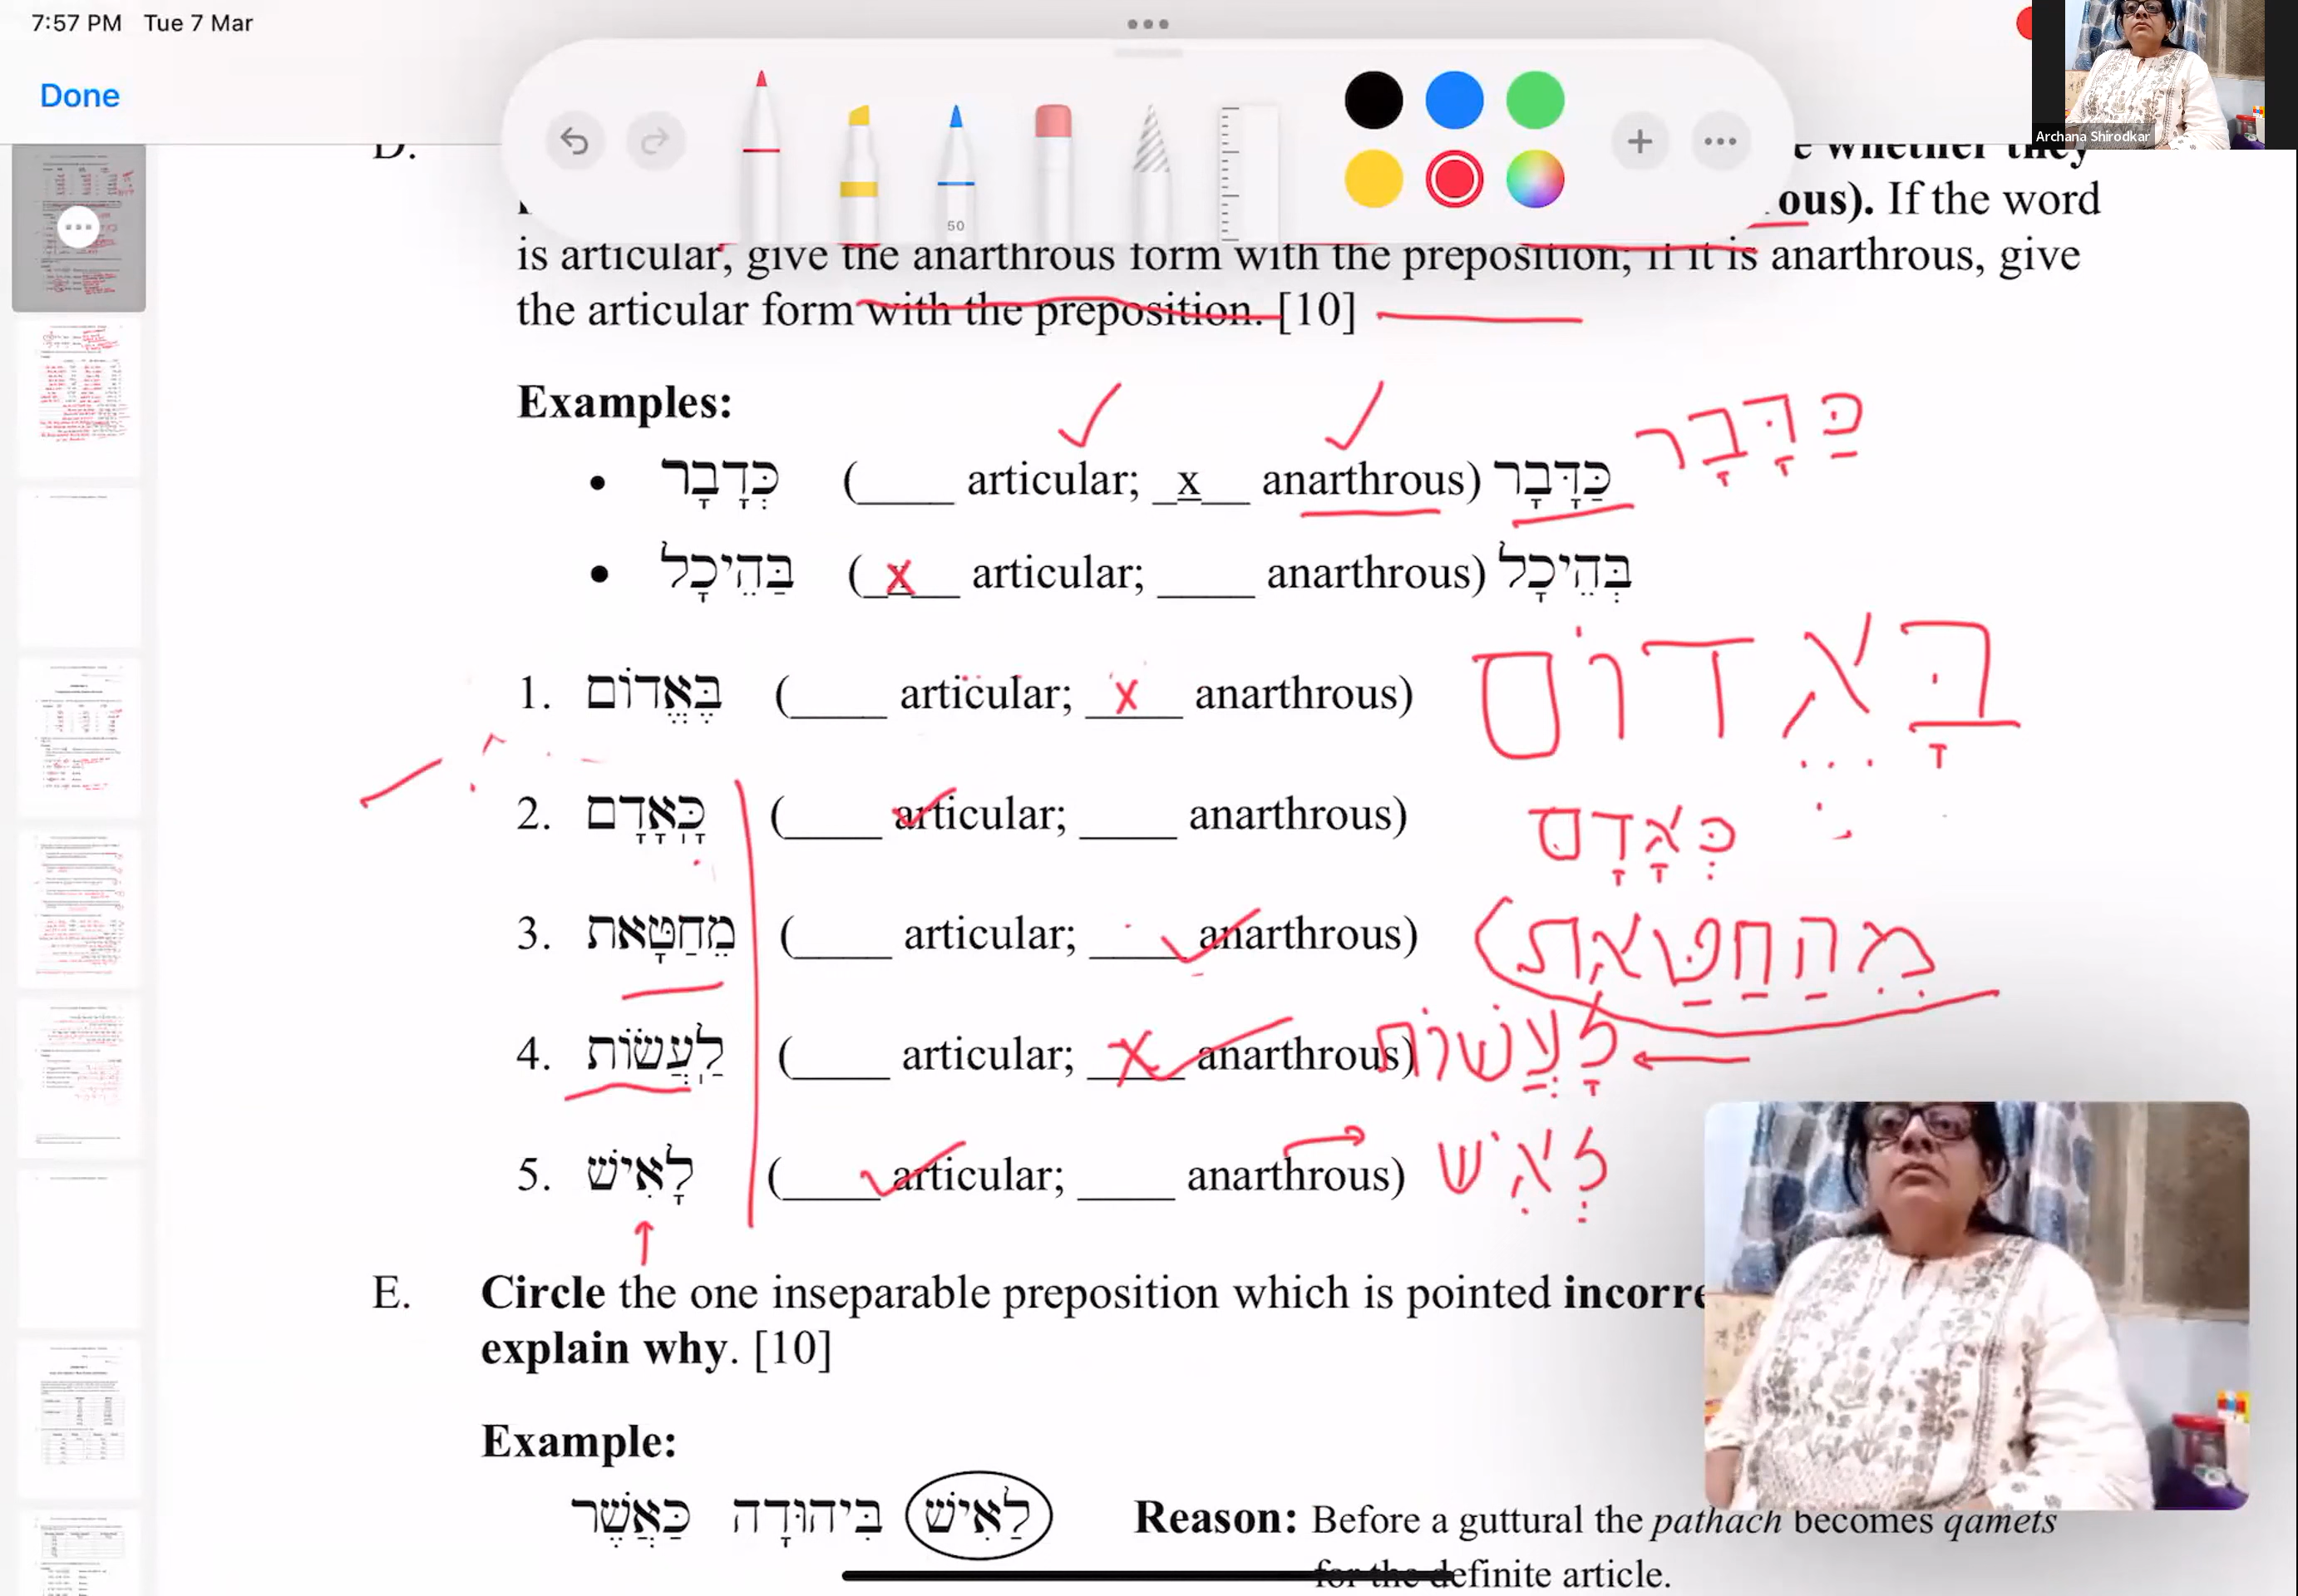 7:57 PM Tue 7 Mar
Done
50
Archana Shirodkar
D.
e whether they
ous). If the word
is articular, give the anarthrous form with the preposition; if it is anarthrous, give
the articular form with the preposition. [10]
Examples:
כַּדָּבָר
• כְּדָבָר (____ articular; _x__ anarthrous) כַּדָּבָר
• בַּהֵיכָל (_x__ articular; ____ anarthrous) בְּהֵיכָל
1. בֶּאֱדוֹם (____ articular; _x__ anarthrous) בָּאֱדוֹם
2. כָּאָדָם (____ articular; ____ anarthrous) כְּאָדָם
3. מֵחַטָּאת (____ articular; ____ anarthrous) מִהַחַטַּאת
4. לַעֲשׂוֹת (____ articular; _x__ anarthrous) לָעֲשׂוֹת
5. לָאִישׁ (____ articular; ____ anarthrous) לְאִשׁ
E. Circle the one inseparable preposition which is pointed incorre
explain why. [10]
Example:
כַּאֲשֶׁר בִּיהוּדָה לַאִישׁ Reason: Before a guttural the pathach becomes qamets
for the definite article.